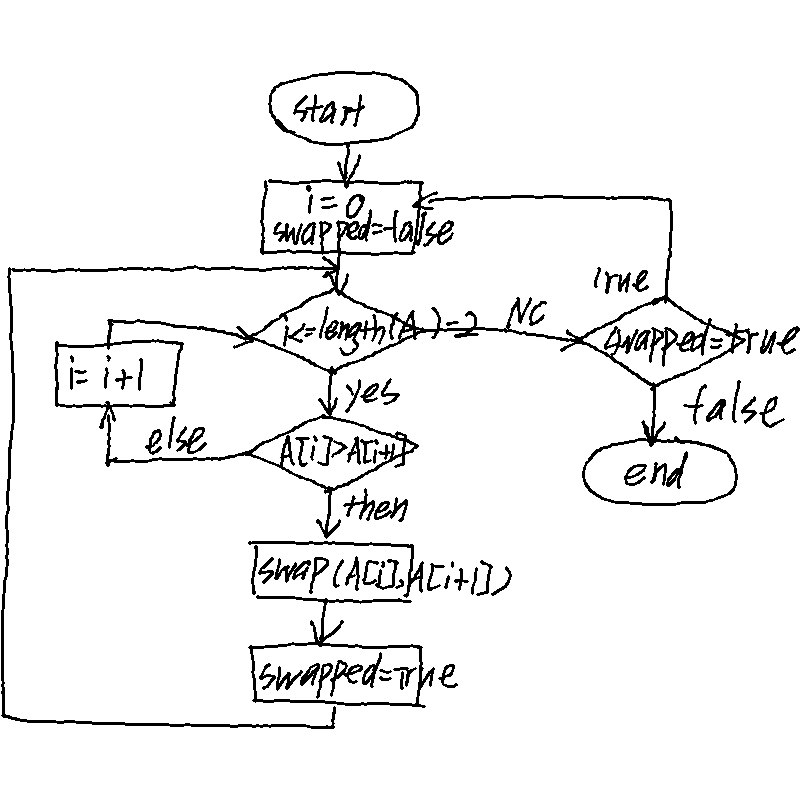 start
i = 0
swapped=false
i<=length(A)-2
NC
true
swapped=true
i= i+1
yes
false
else
A[i]>A[i+1]
end
then
swap(A[i],A[i+1])
swapped=true